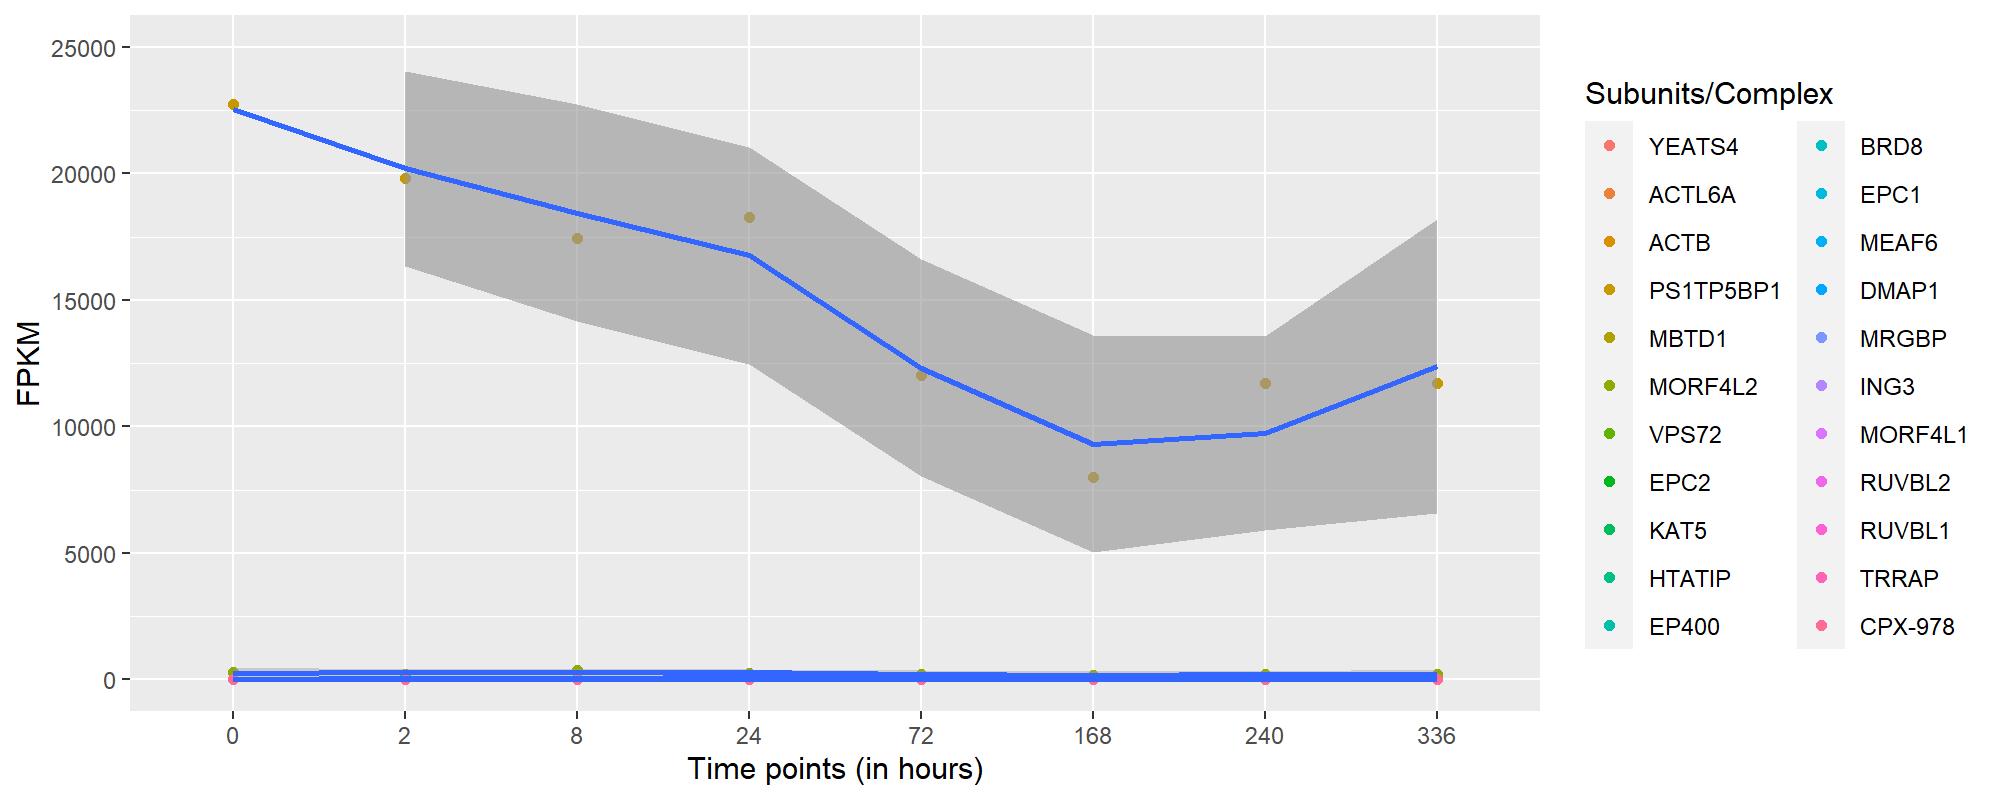 25000
20000
15000
10000
5000
0
FPKM
0 2 8 24 72 168 240 336
Time points (in hours)
Subunits/Complex
YEATS4 BRD8
ACTL6A EPC1
ACTB MEAF6
PS1TP5BP1 DMAP1
MBTD1 MRGBP
MORF4L2 ING3
VPS72 MORF4L1
EPC2 RUVBL2
KAT5 RUVBL1
HTATIP TRRAP
EP400 CPX-978